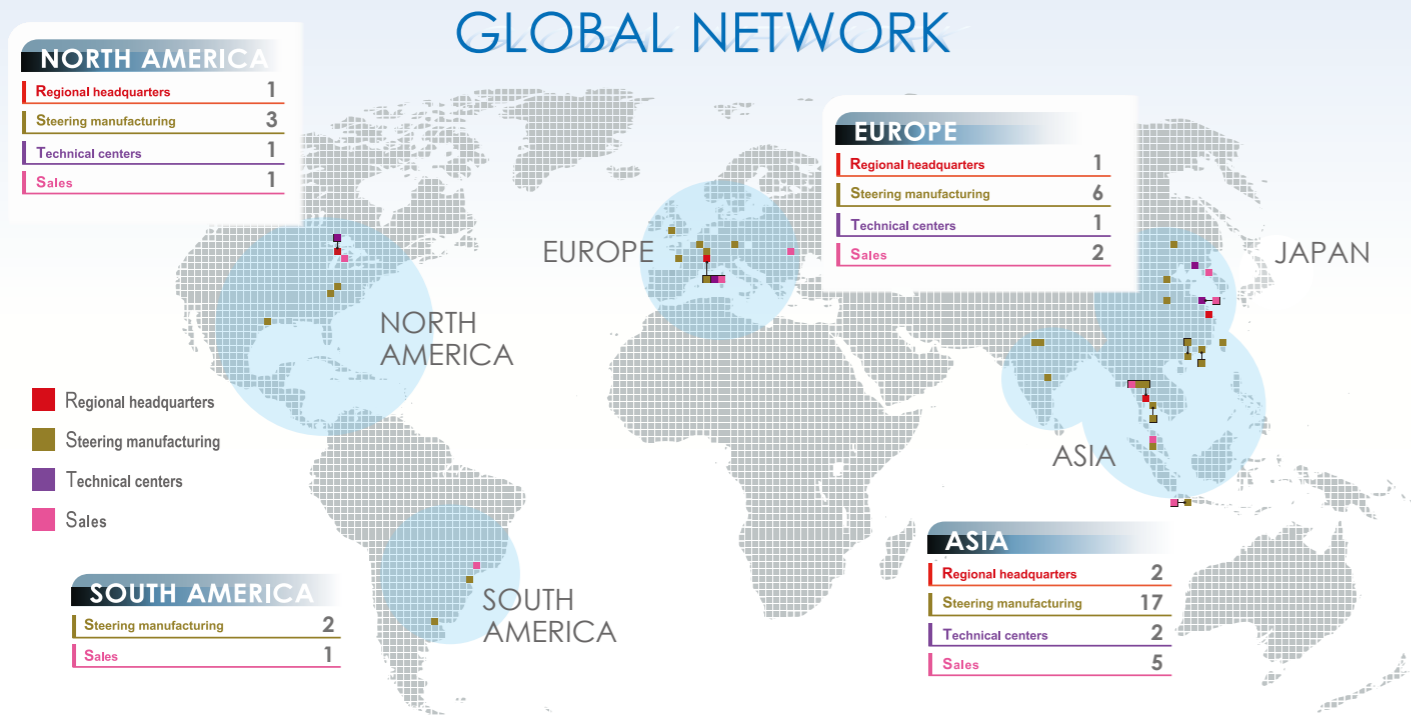 GLOBAL NETWORK
NORTH AMERICA
Regional headquarters 1
Steering manufacturing 3
Technical centers 1
Sales 1
EUROPE
Regional headquarters 1
Steering manufacturing 6
Technical centers 1
Sales 2
EUROPE
JAPAN
NORTH
AMERICA
Regional headquarters
Steering manufacturing
Technical centers
Sales
ASIA
SOUTH AMERICA
Steering manufacturing 2
Sales 1
SOUTH
AMERICA
ASIA
Regional headquarters 2
Steering manufacturing 17
Technical centers 2
Sales 5